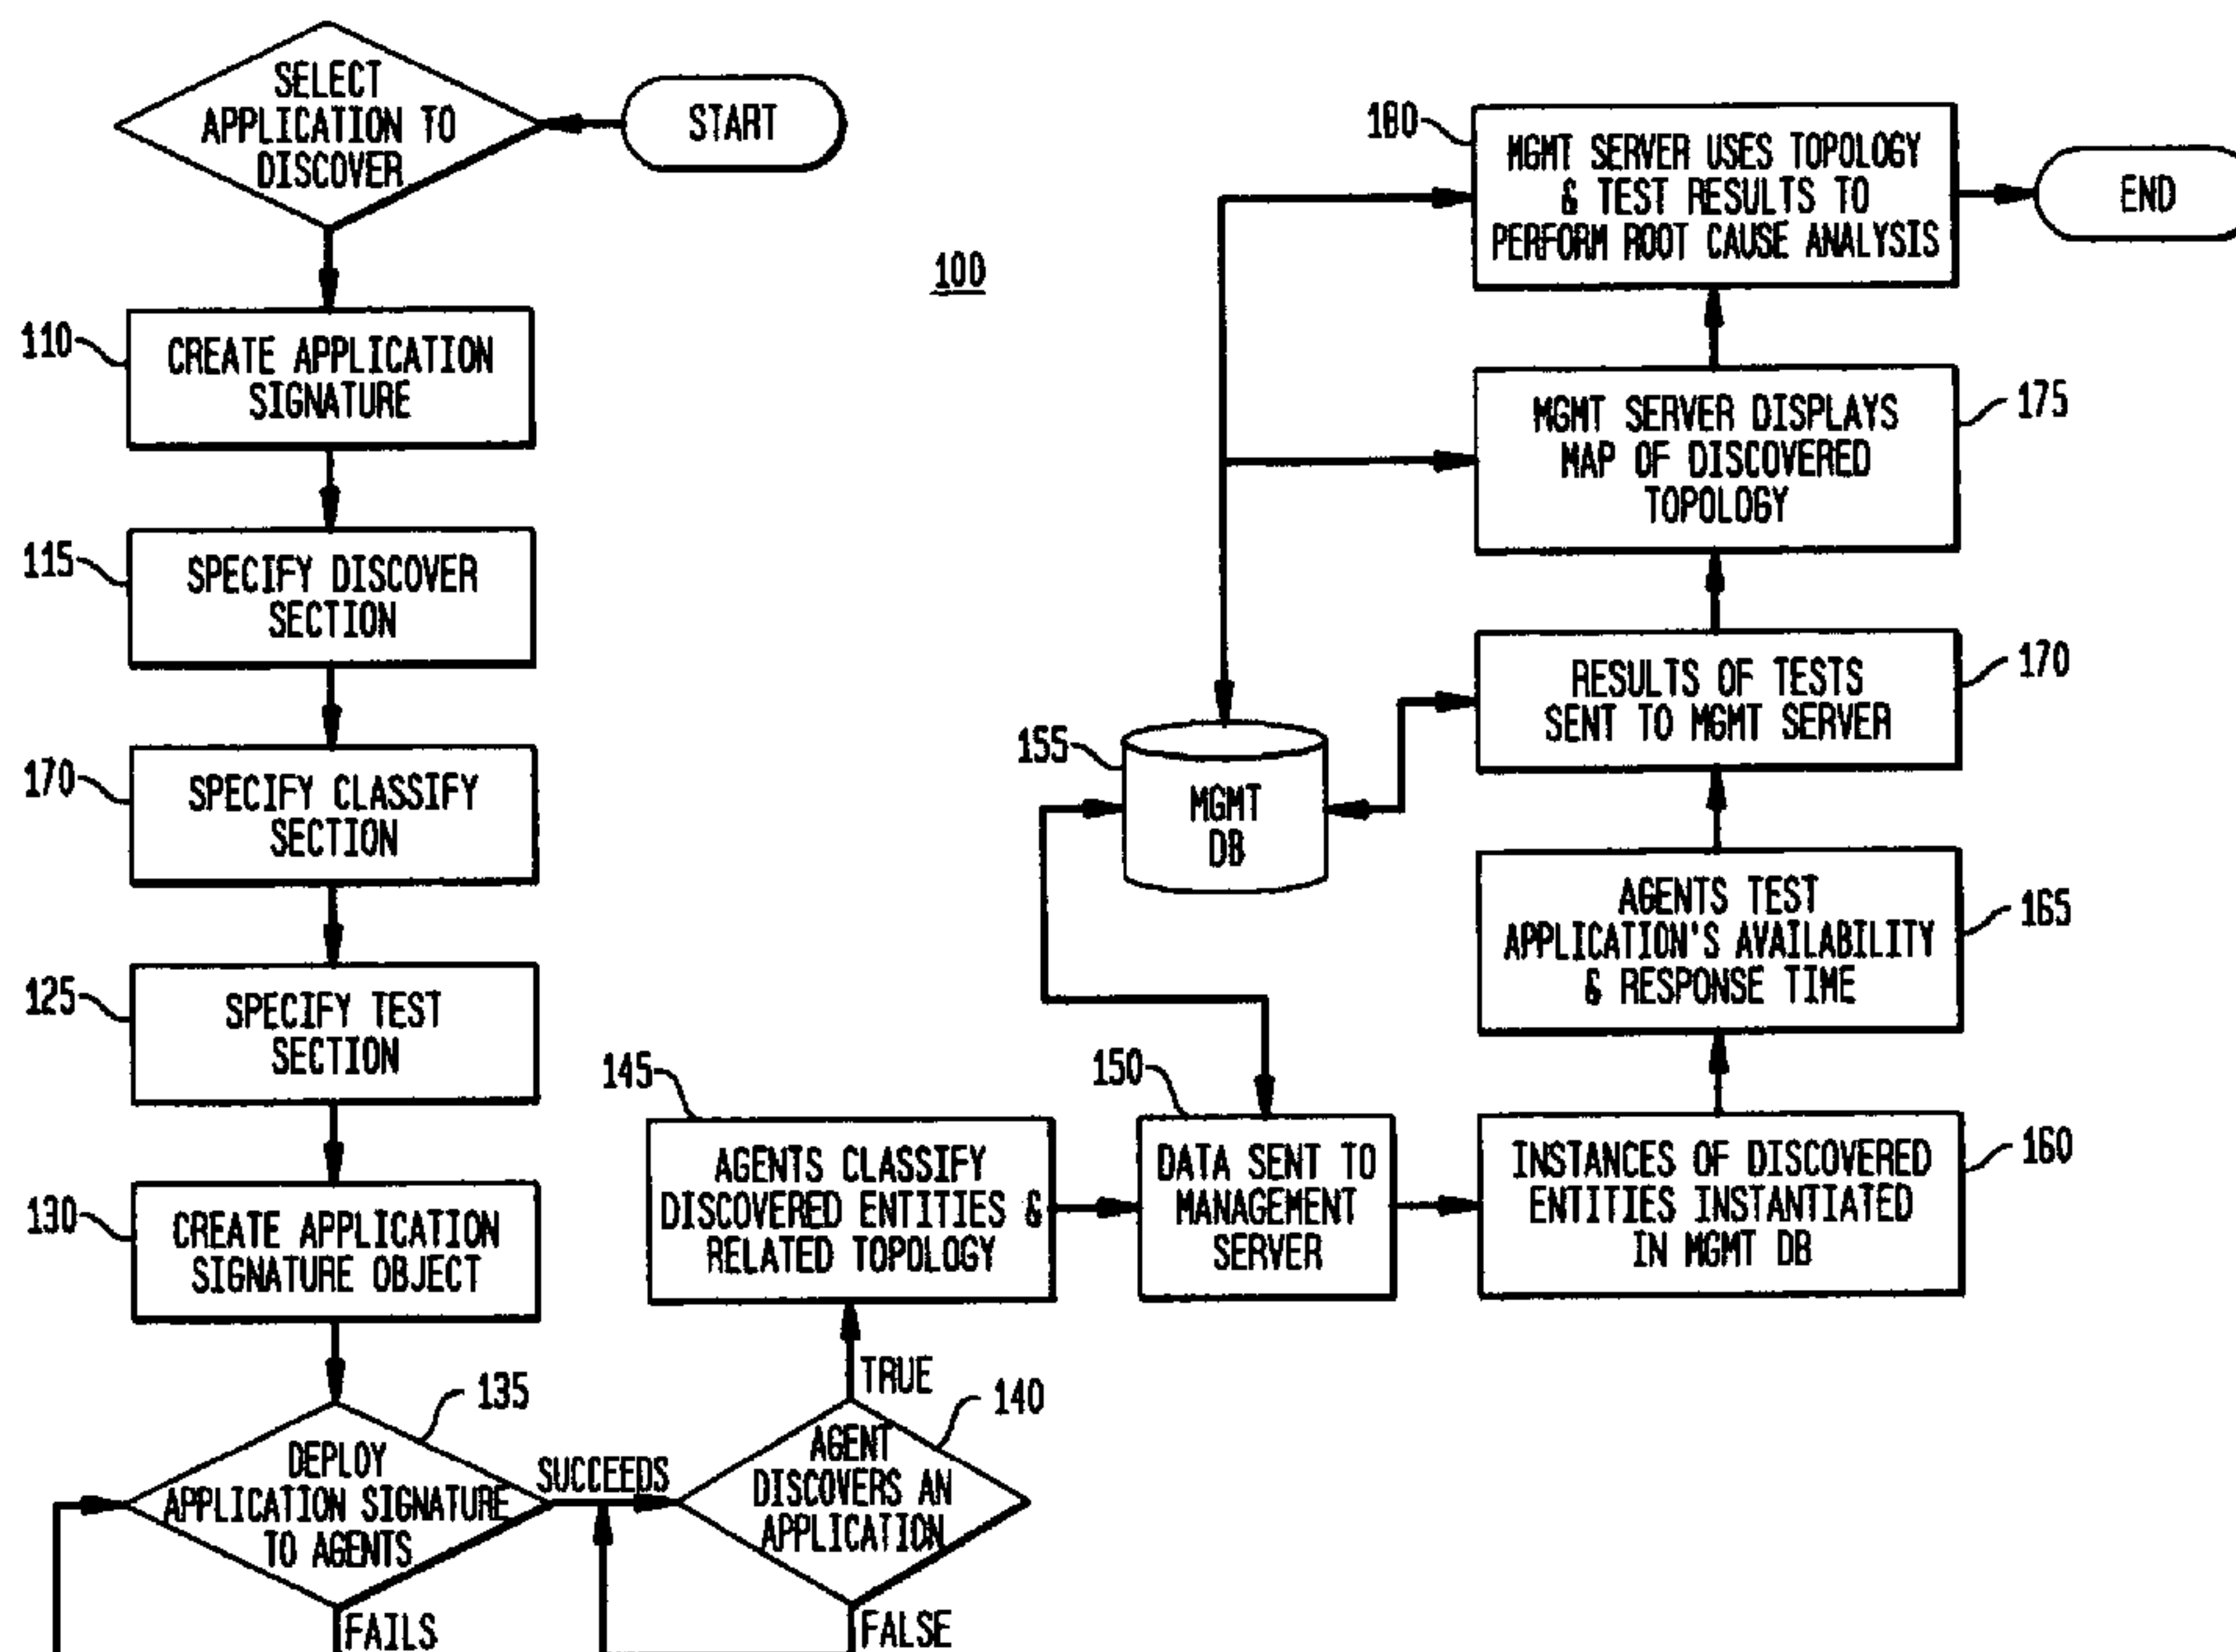 SELECT
APPLICATION TO
DISCOVER
START
100
110
CREATE APPLICATION
SIGNATURE
115
SPECIFY DISCOVER
SECTION
170
SPECIFY CLASSIFY
SECTION
125
SPECIFY TEST
SECTION
130
CREATE APPLICATION
SIGNATURE OBJECT
135
DEPLOY
APPLICATION SIGNATURE
TO AGENTS
SUCCEEDS
FAILS
140
AGENT
DISCOVERS AN
APPLICATION
TRUE
FALSE
145
AGENTS CLASSIFY
DISCOVERED ENTITIES &
RELATED TOPOLOGY
150
DATA SENT TO
MANAGEMENT
SERVER
155
MGMT
DB
160
INSTANCES OF DISCOVERED
ENTITIES INSTANTIATED
IN MGMT DB
165
AGENTS TEST
APPLICATION'S AVAILABILITY
& RESPONSE TIME
170
RESULTS OF TESTS
SENT TO MGMT SERVER
175
MGMT SERVER DISPLAYS
MAP OF DISCOVERED
TOPOLOGY
180
MGMT SERVER USES TOPOLOGY
& TEST RESULTS TO
PERFORM ROOT CAUSE ANALYSIS
END